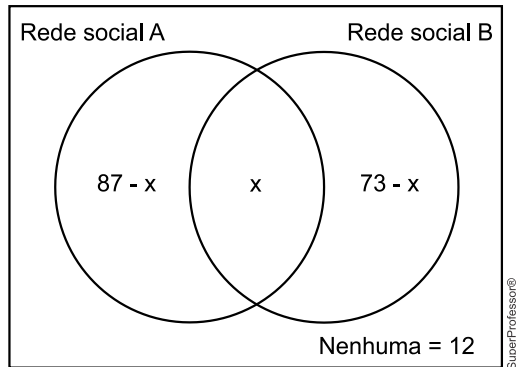 Rede social A
Rede social B
87 - x
x
73 - x
Nenhuma = 12
SuperProfessor®